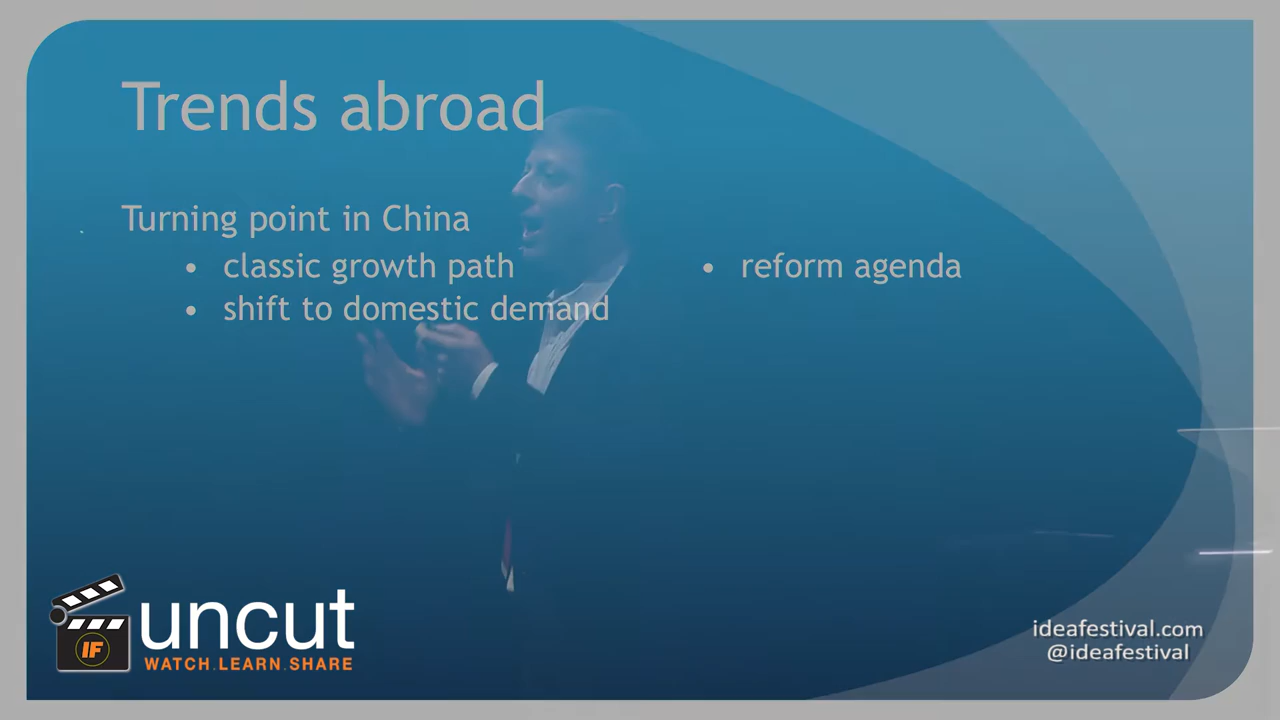 Trends abroad
Turning point in China
• classic growth path
• shift to domestic demand
• reform agenda
IF
uncut
WATCH.LEARN.SHARE
ideafestival.com
@ideafestival